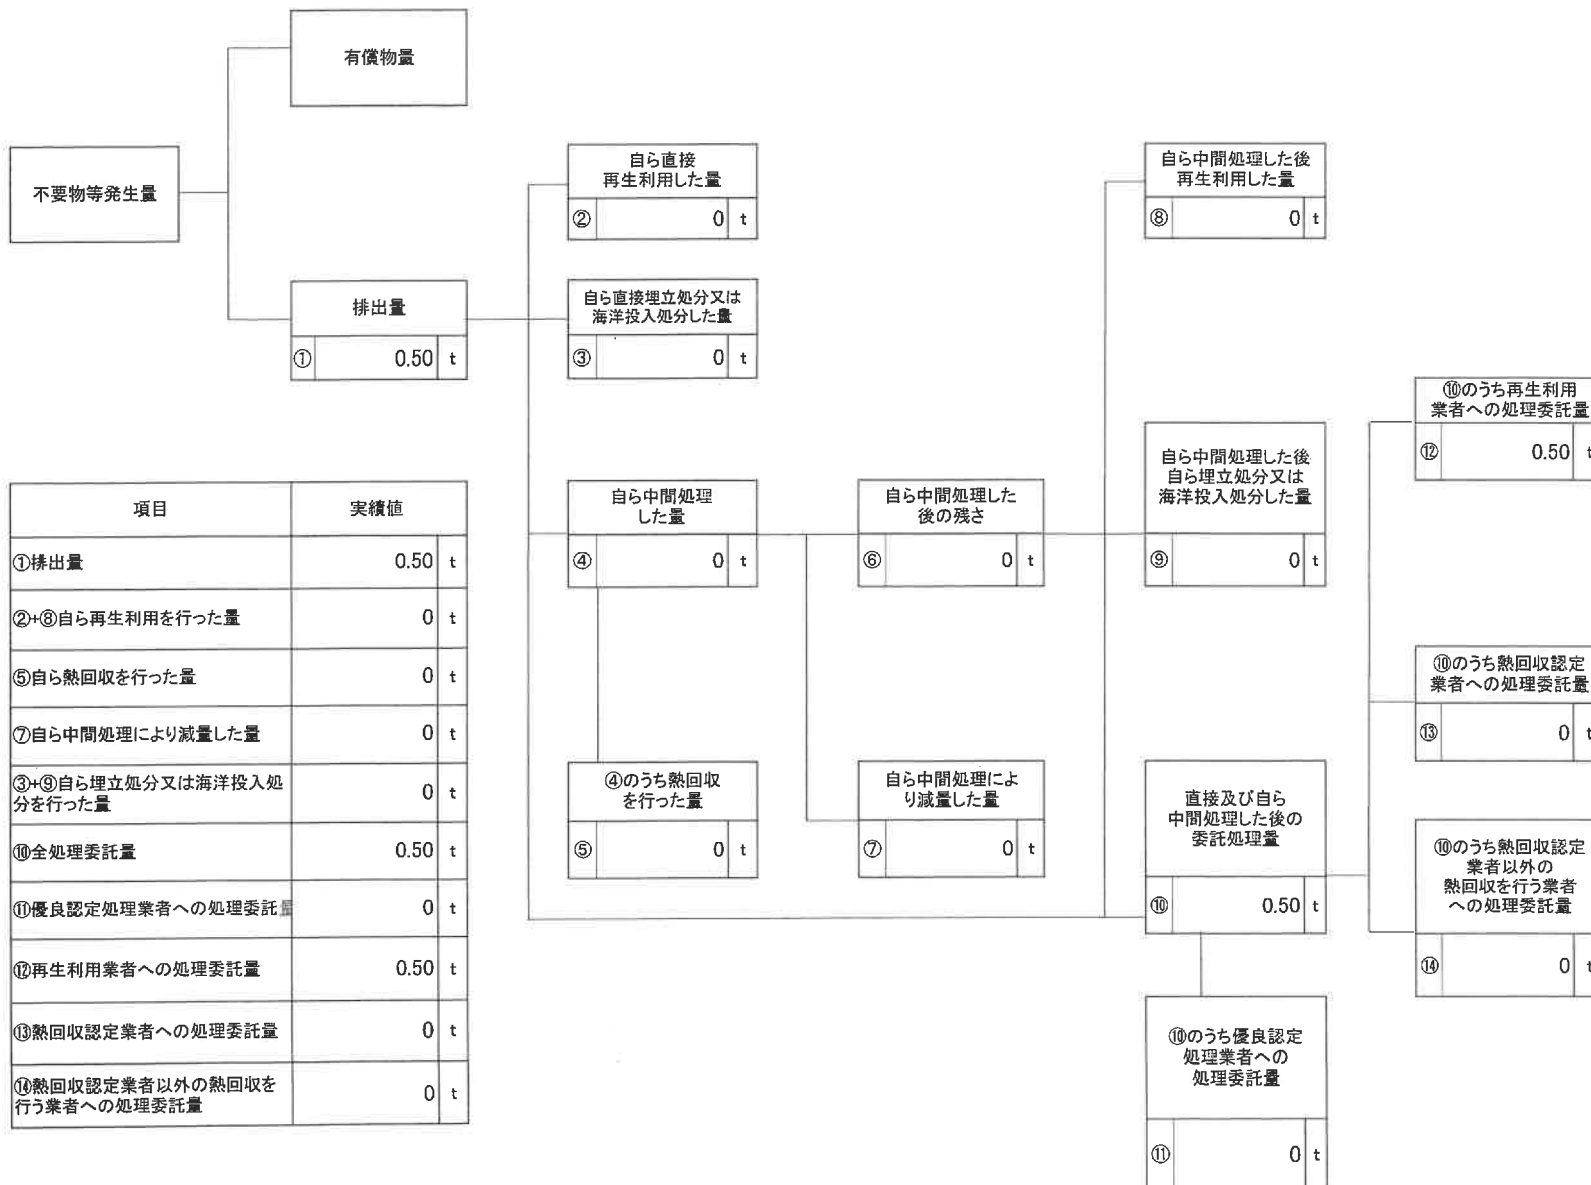 有償物量
不要物等発生量
排出量
① 0.50 t
自ら直接
再生利用した量
② 0 t
自ら直接埋立処分又は
海洋投入処分した量
③ 0 t
自ら中間処理
した量
④ 0 t
④のうち熱回収
を行った量
⑤ 0 t
自ら中間処理した
後の残さ
⑥ 0 t
自ら中間処理によ
り減量した量
⑦ 0 t
自ら中間処理した後
再生利用した量
⑧ 0 t
自ら中間処理した後
自ら埋立処分又は
海洋投入処分した量
⑨ 0 t
直接及び自ら
中間処理した後の
委託処理量
⑩ 0.50 t
⑩のうち優良認定
処理業者への
処理委託量
⑪ 0 t
⑩のうち再生利用
業者への処理委託量
⑫ 0.50 t
⑩のうち熱回収認定
業者への処理委託量
⑬ 0 t
⑩のうち熱回収認定
業者以外の
熱回収を行う業者
への処理委託量
⑭ 0 t
項目 実績値
①排出量 0.50 t
②+⑧自ら再生利用を行った量 0 t
⑤自ら熱回収を行った量 0 t
⑦自ら中間処理により減量した量 0 t
③+⑨自ら埋立処分又は海洋投入処
分を行った量 0 t
⑩全処理委託量 0.50 t
⑪優良認定処理業者への処理委託量 0 t
⑫再生利用業者への処理委託量 0.50 t
⑬熱回収認定業者への処理委託量 0 t
⑭熱回収認定業者以外の熱回収を
行う業者への処理委託量 0 t